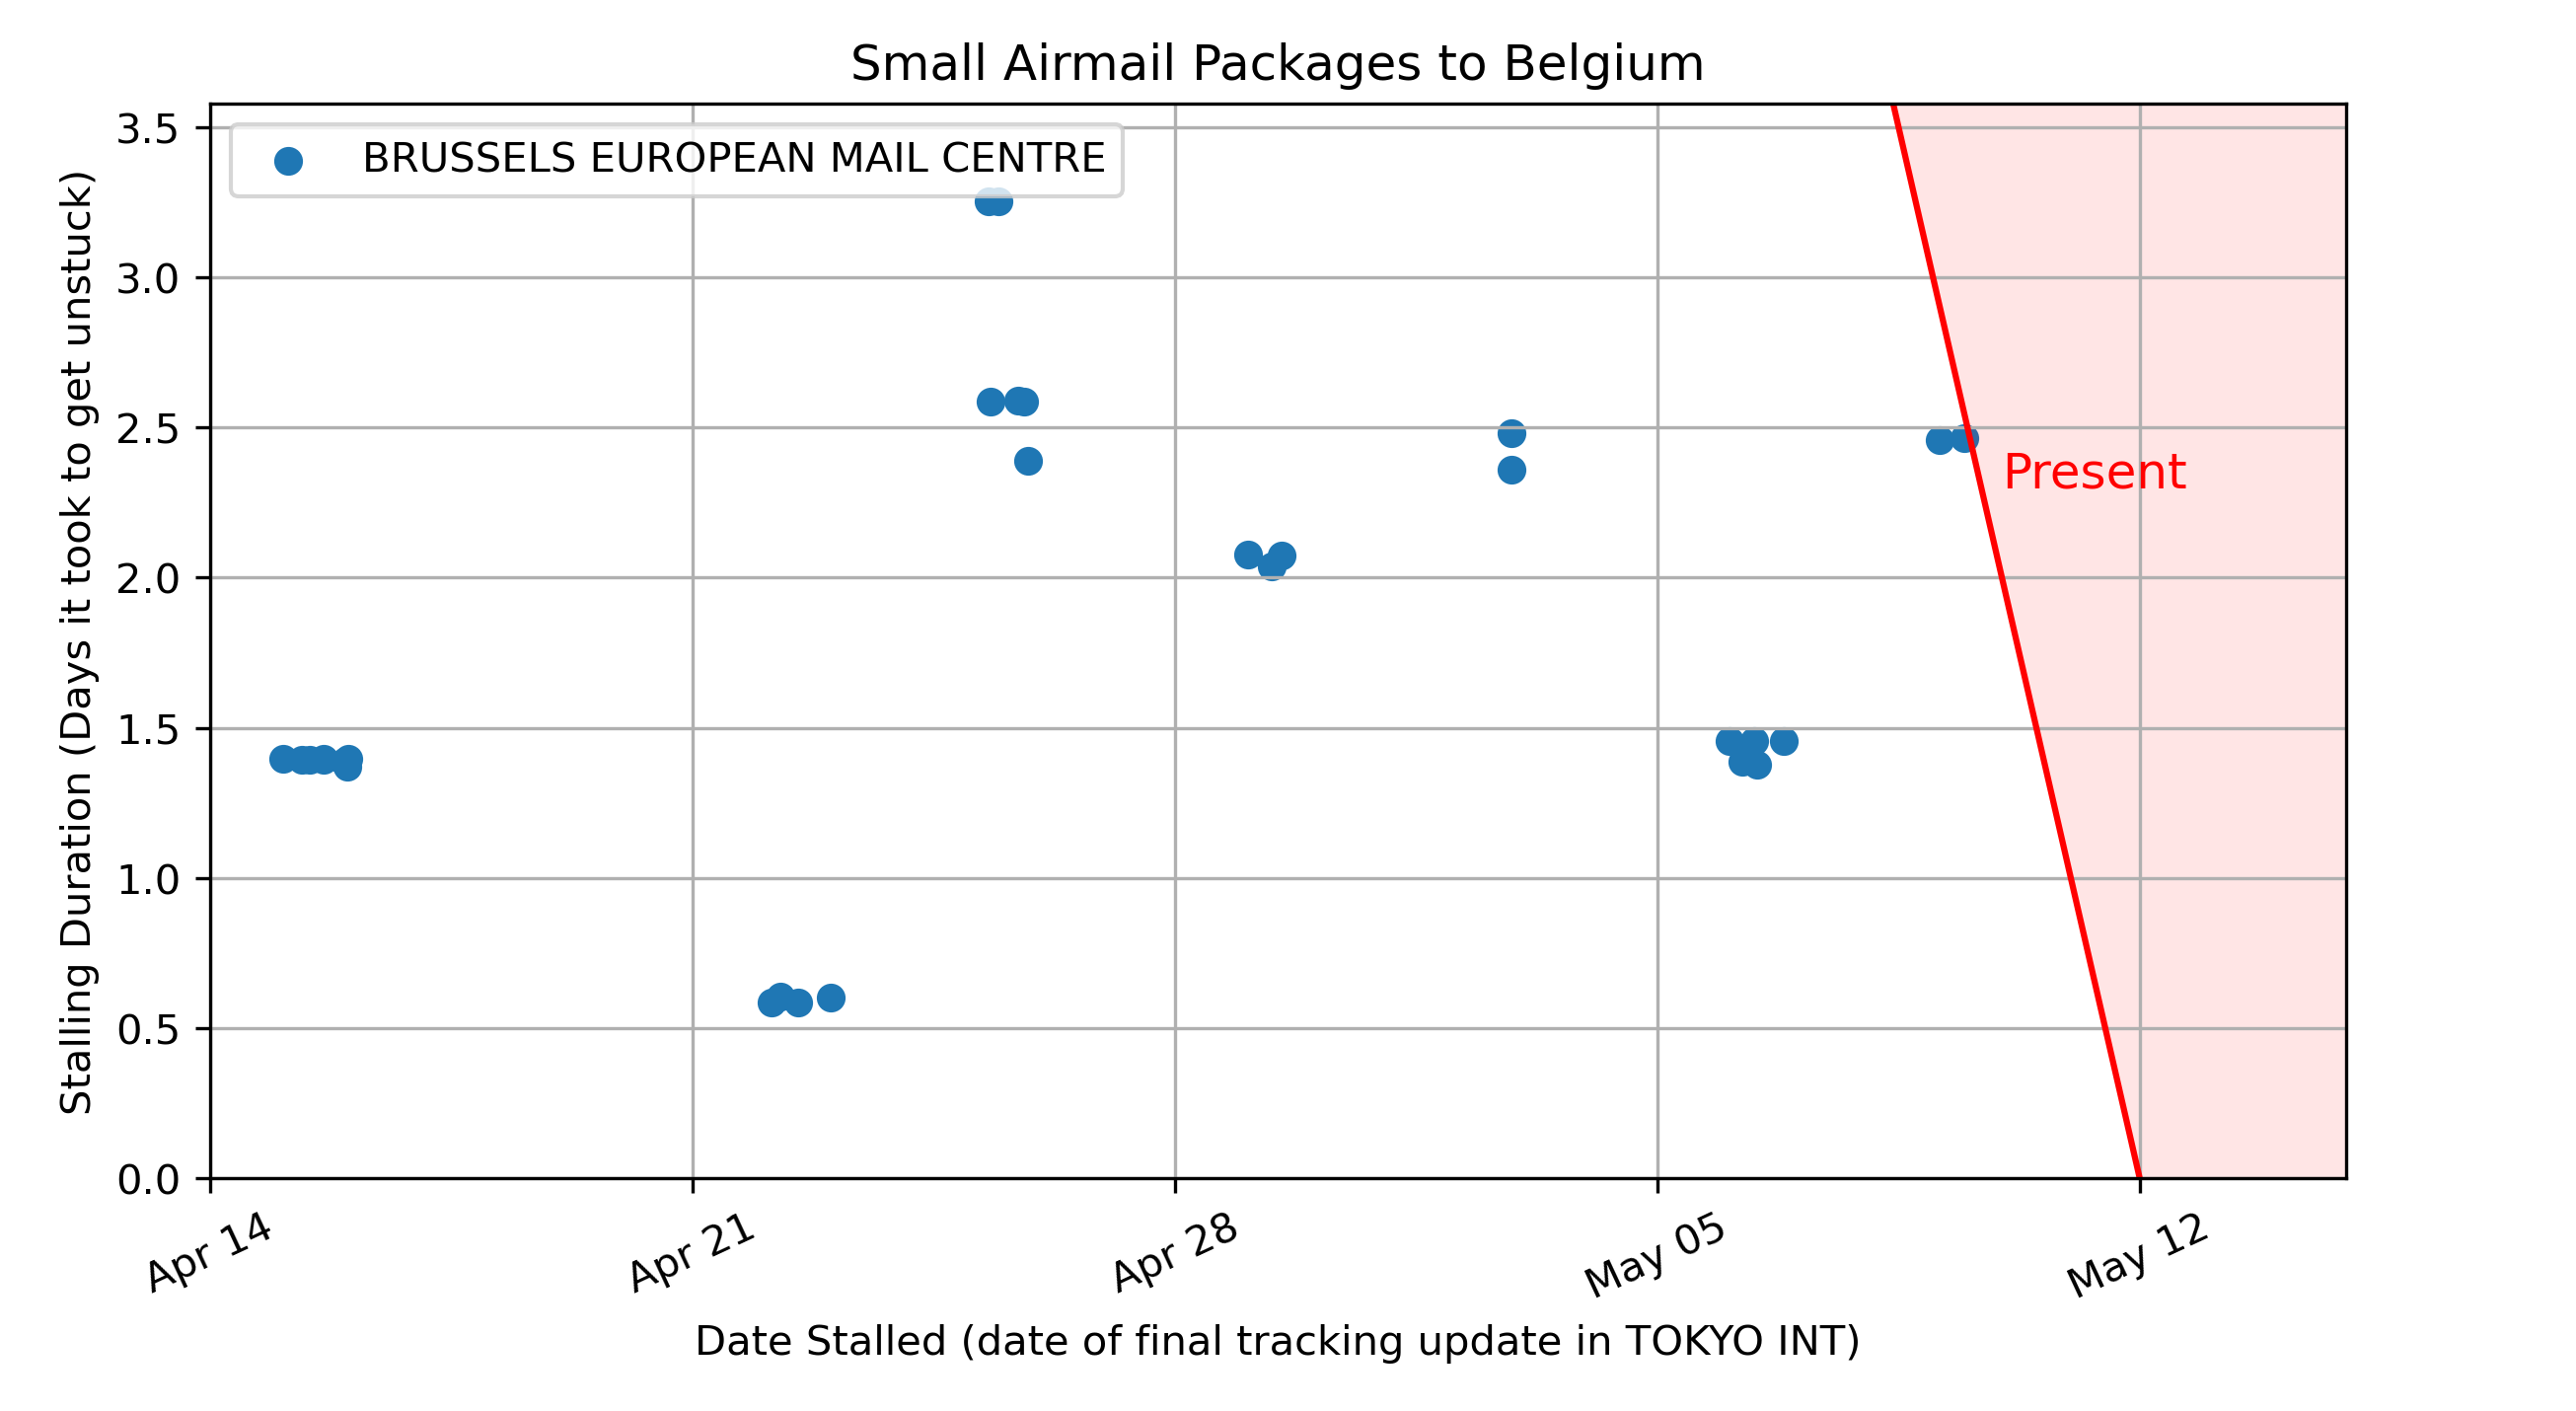 Small Airmail Packages to Belgium
BRUSSELS EUROPEAN MAIL CENTRE
Stalling Duration (Days it took to get unstuck)
3.5
3.0
2.5
2.0
1.5
1.0
0.5
0.0
Present
Apr 14
Apr 21
Apr 28
May 05
May 12
Date Stalled (date of final tracking update in TOKYO INT)